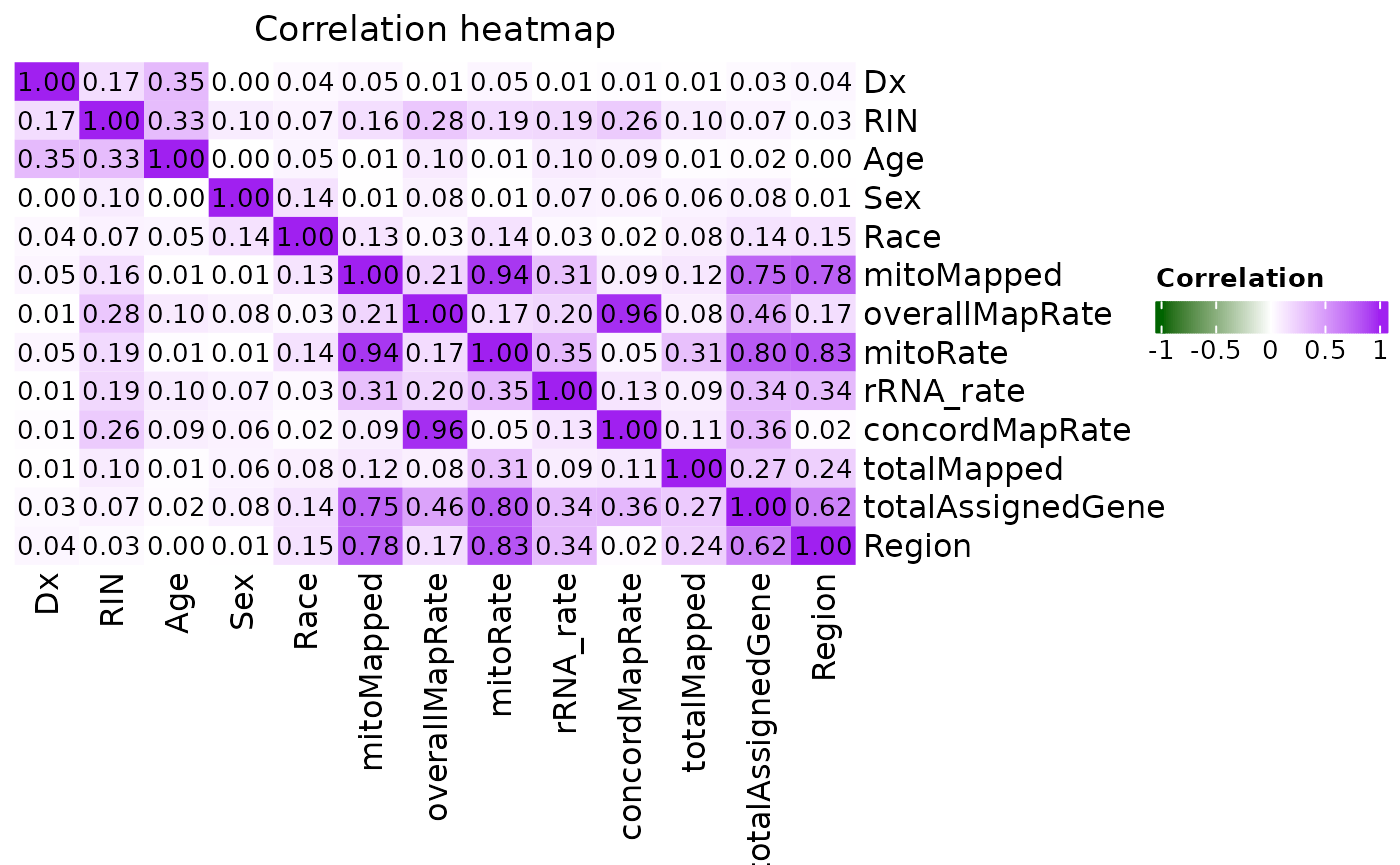 Correlation heatmap
1.00 0.17 0.35 0.00 0.04 0.05 0.01 0.05 0.01 0.01 0.01 0.03 0.04 Dx
0.17 1.00 0.33 0.10 0.07 0.16 0.28 0.19 0.19 0.26 0.10 0.07 0.03 RIN
0.35 0.33 1.00 0.00 0.05 0.01 0.10 0.01 0.10 0.09 0.01 0.02 0.00 Age
0.00 0.10 0.00 1.00 0.14 0.01 0.08 0.01 0.07 0.06 0.06 0.08 0.01 Sex
0.04 0.07 0.05 0.14 1.00 0.13 0.03 0.14 0.03 0.02 0.08 0.14 0.15 Race
0.05 0.16 0.01 0.01 0.13 1.00 0.21 0.94 0.31 0.09 0.12 0.75 0.78 mitoMapped
0.01 0.28 0.10 0.08 0.03 0.21 1.00 0.17 0.20 0.96 0.08 0.46 0.17 overallMapRate
0.05 0.19 0.01 0.01 0.14 0.94 0.17 1.00 0.35 0.05 0.31 0.80 0.83 mitoRate
0.01 0.19 0.10 0.07 0.03 0.31 0.20 0.35 1.00 0.13 0.09 0.34 0.34 rRNA_rate
0.01 0.26 0.09 0.06 0.02 0.09 0.96 0.05 0.13 1.00 0.11 0.36 0.02 concordMapRate
0.01 0.10 0.01 0.06 0.08 0.12 0.08 0.31 0.09 0.11 1.00 0.27 0.24 totalMapped
0.03 0.07 0.02 0.08 0.14 0.75 0.46 0.80 0.34 0.36 0.27 1.00 0.62 totalAssignedGene
0.04 0.03 0.00 0.01 0.15 0.78 0.17 0.83 0.34 0.02 0.24 0.62 1.00 Region
Dx
RIN
Age
Sex
Race
mitoMapped
overallMapRate
mitoRate
rRNA_rate
concordMapRate
totalMapped
totalAssignedGene
Region
Correlation
-1 -0.5 0 0.5 1